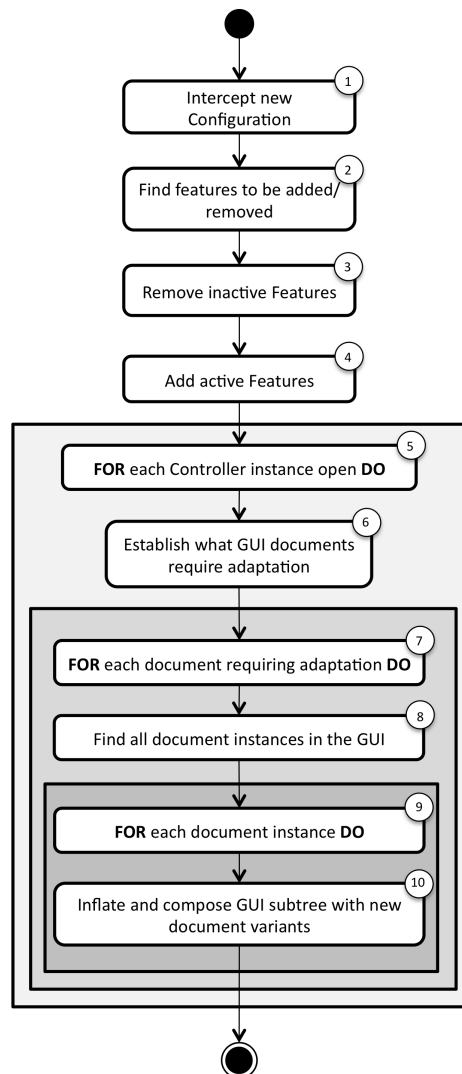 1
Intercept new
Configuration
2
Find features to be added/
removed
3
Remove inactive Features
4
Add active Features
5
FOR each Controller instance open DO
6
Establish what GUI documents
require adaptation
7
FOR each document requiring adaptation DO
8
Find all document instances in the GUI
9
FOR each document instance DO
10
Inflate and compose GUI subtree with new
document variants